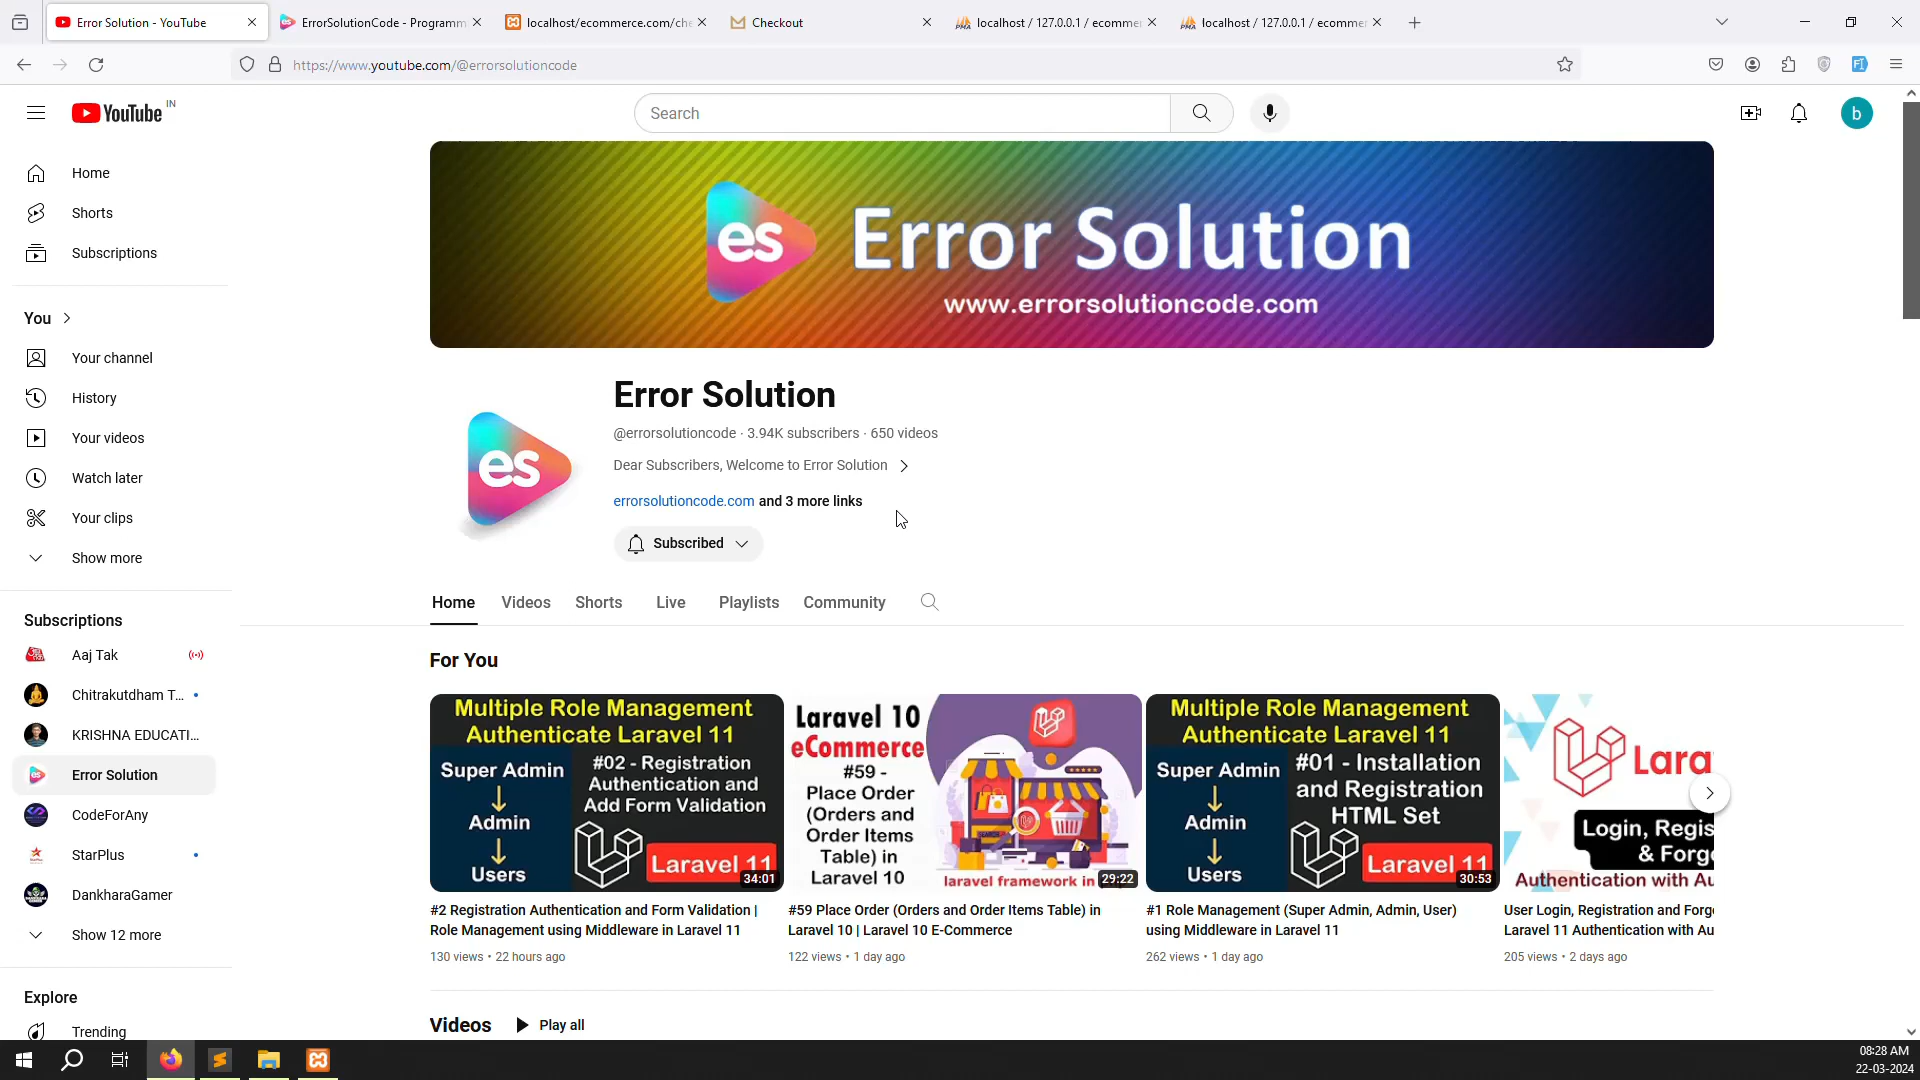 Error Solution - YouTube
ErrorSolutionCode - Programm
localhost/ecommerce.com/che
Checkout
localhost / 127.0.0.1 / ecommer
localhost / 127.0.0.1 / ecommer
https://www.youtube.com/@errorsolutioncode
YouTube IN
Search
b
Home
Shorts
Subscriptions
You
Your channel
History
Your videos
Watch later
Your clips
Show more
Subscriptions
Aaj Tak
Chitrakutdham T...
KRISHNA EDUCATI...
Error Solution
CodeForAny
StarPlus
DankharaGamer
Show 12 more
Explore
Trending
es Error Solution
www.errorsolutioncode.com
es
Error Solution
@errorsolutioncode · 3.94K subscribers · 650 videos
Dear Subscribers, Welcome to Error Solution
errorsolutioncode.com and 3 more links
Subscribed
Home Videos Shorts Live Playlists Community
For You
Multiple Role Management
Authenticate Laravel 11
Super Admin
Admin
Users
#02 - Registration
Authentication and
Add Form Validation
Laravel 11
34:01
#2 Registration Authentication and Form Validation |
Role Management using Middleware in Laravel 11
130 views • 22 hours ago
Laravel 10
eCommerce
#59 -
Place Order
(Orders and
Order Items
Table) in
Laravel 10
laravel framework in
29:22
#59 Place Order (Orders and Order Items Table) in
Laravel 10 | Laravel 10 E-Commerce
122 views • 1 day ago
Multiple Role Management
Authenticate Laravel 11
Super Admin
Admin
Users
#01 - Installation
and Registration
HTML Set
Laravel 11
30:53
#1 Role Management (Super Admin, Admin, User)
using Middleware in Laravel 11
262 views • 1 day ago
Lara
Login, Regis
& Forg
Authentication with Au
User Login, Registration and Forg
Laravel 11 Authentication with Au
205 views • 2 days ago
Videos
Play all
08:28 AM
22-03-2024